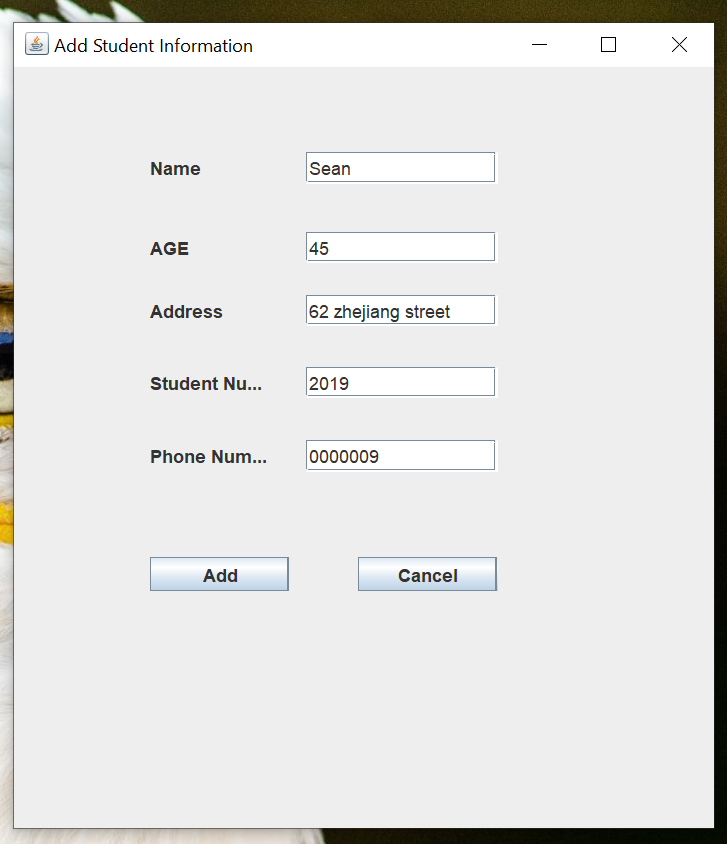 Add Student Information
Name Sean
AGE 45
Address 62 zhejiang street
Student Nu... 2019
Phone Num... 0000009
Add Cancel